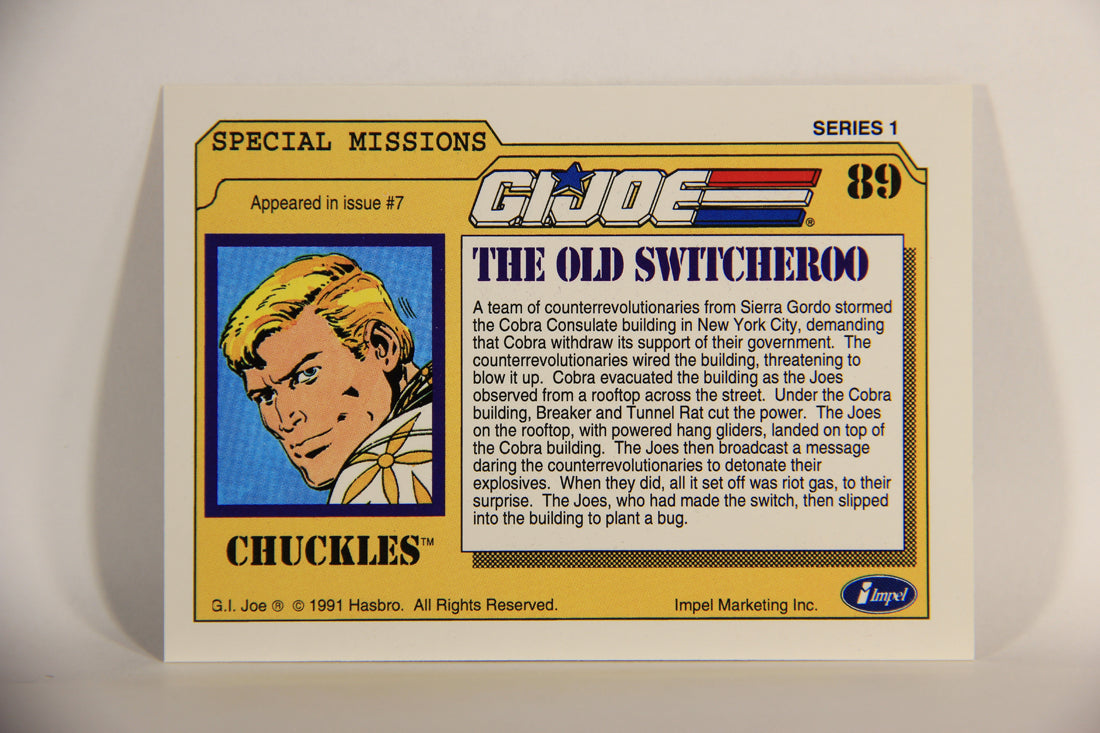 SPECIAL MISSIONS
SERIES 1
Appeared in issue #7
G.I. JOE ®
89
THE OLD SWITCHEROO
A team of counterrevolutionaries from Sierra Gordo stormed
the Cobra Consulate building in New York City, demanding
that Cobra withdraw its support of their government. The
counterrevolutionaries wired the building, threatening to
blow it up. Cobra evacuated the building as the Joes
observed from a rooftop across the street. Under the Cobra
building, Breaker and Tunnel Rat cut the power. The Joes
on the rooftop, with powered hang gliders, landed on top of
the Cobra building. The Joes then broadcast a message
daring the counterrevolutionaries to detonate their
explosives. When they did, all it set off was riot gas, to their
surprise. The Joes, who had made the switch, then slipped
into the building to plant a bug.
CHUCKLES™
G.I. Joe ® © 1991 Hasbro. All Rights Reserved.
Impel Marketing Inc.
Impel